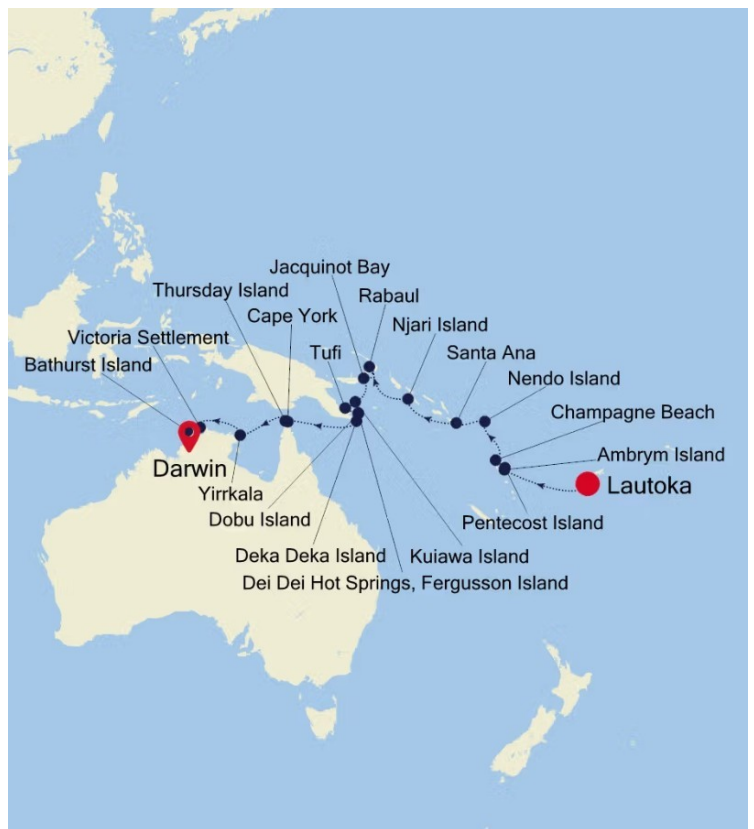 Jacquinot Bay
Thursday Island
Rabaul
Cape York
Njari Island
Victoria Settlement
Tufi
Santa Ana
Bathurst Island
Nendo Island
Champagne Beach
Ambrym Island
Darwin
Lautoka
Yirrkala
Dobu Island
Pentecost Island
Deka Deka Island
Kuiawa Island
Dei Dei Hot Springs, Fergusson Island